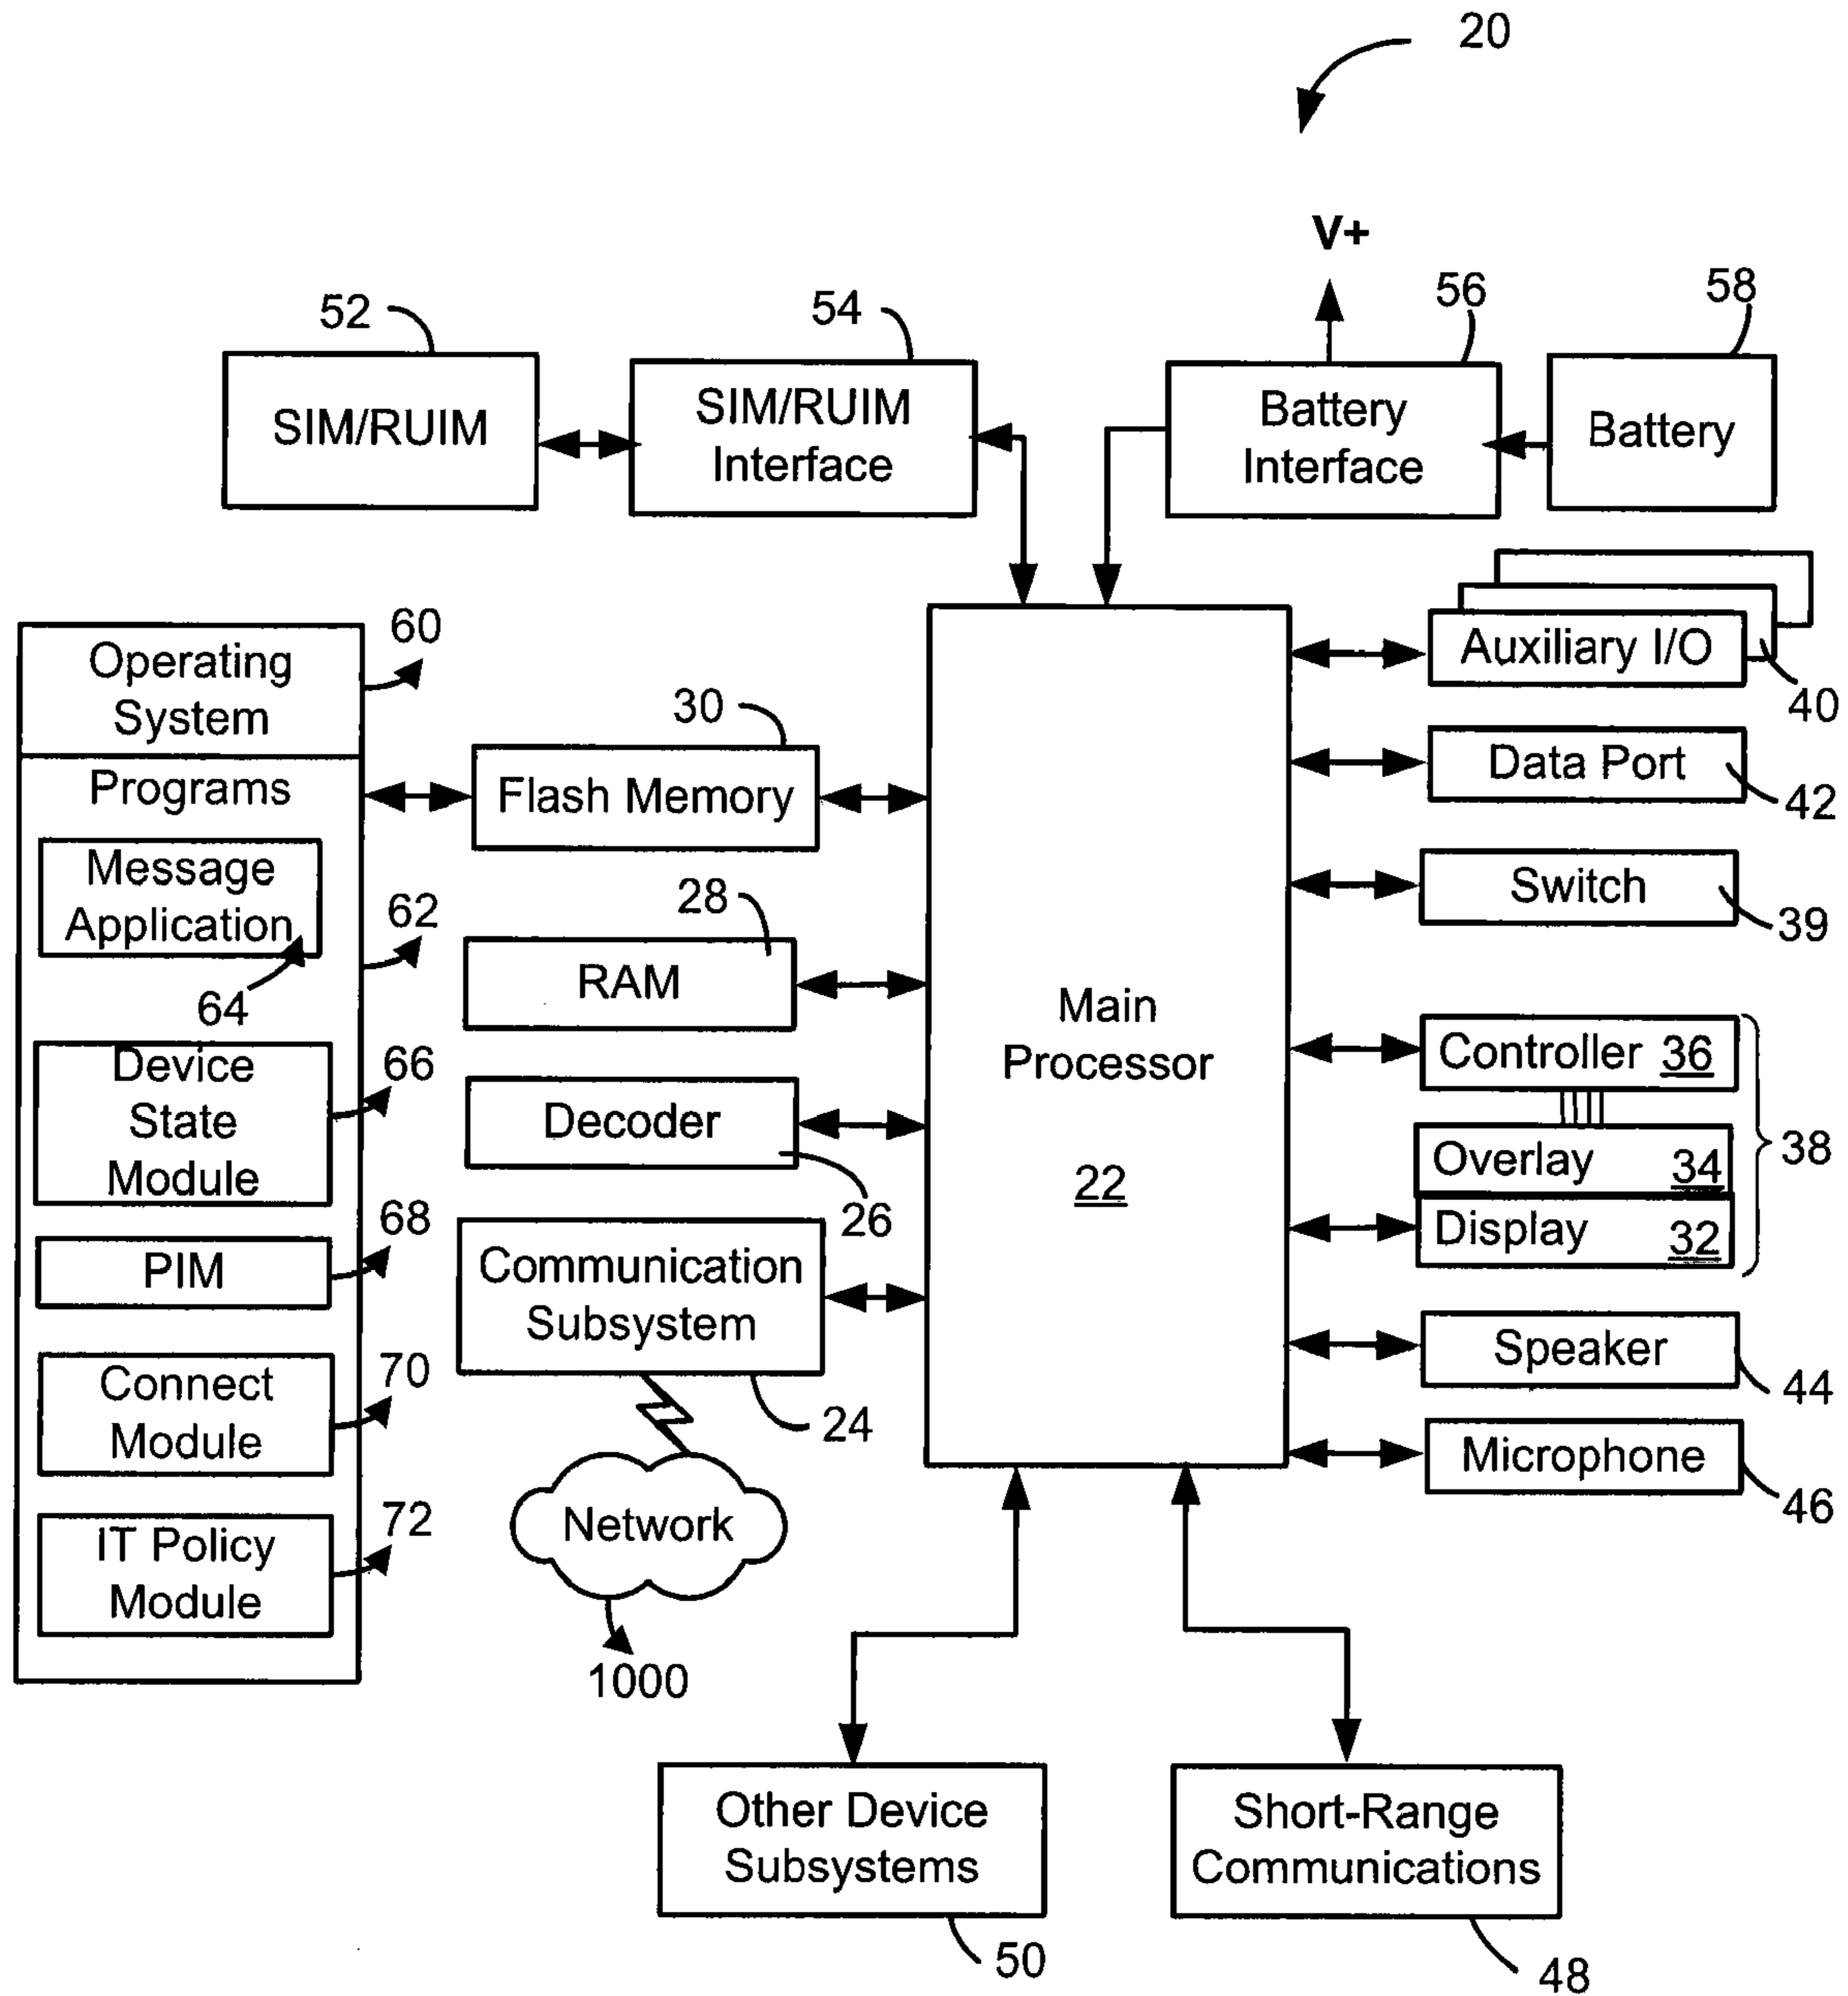 20
V+
52
54
56
58
SIM/RUIM
SIM/RUIM
Interface
Battery
Interface
Battery
Operating
System
60
Programs
Message
Application
64
62
Device
State
Module
66
PIM
68
Connect
Module
70
IT Policy
Module
72
30
Flash Memory
28
RAM
Decoder
26
Communication
Subsystem
24
Network
1000
Main
Processor
22
Auxiliary I/O
40
Data Port
42
Switch
39
Controller 36
Overlay 34
Display 32
38
Speaker
44
Microphone
46
Other Device
Subsystems
50
Short-Range
Communications
48